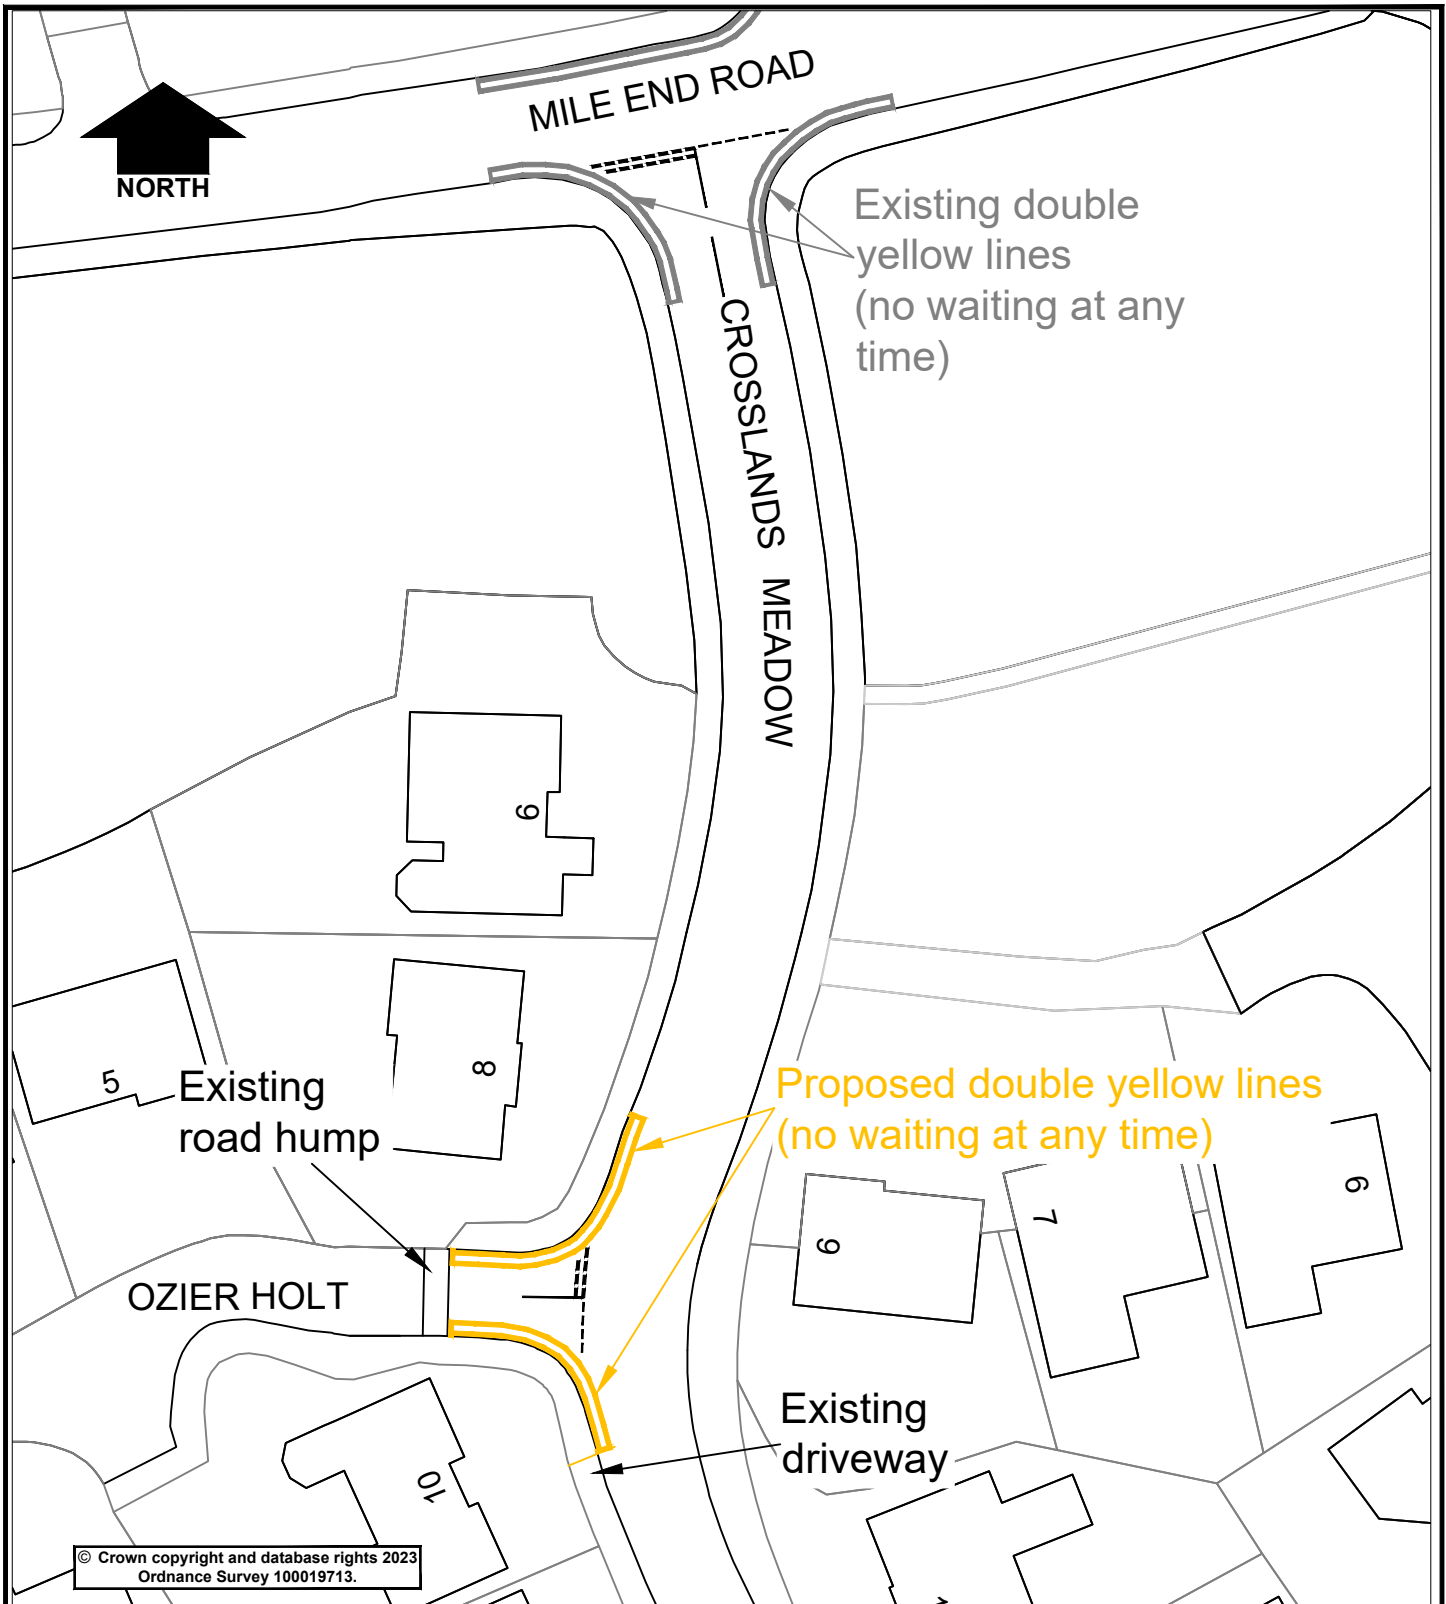 MILE END ROAD
NORTH
Existing double
yellow lines
(no waiting at any
time)
CROSSLANDS MEADOW
9
8
5
Existing
road hump
Proposed double yellow lines
(no waiting at any time)
OZIER HOLT
9
7
6
Existing
driveway
10
© Crown copyright and database rights 2023
Ordnance Survey 100019713.